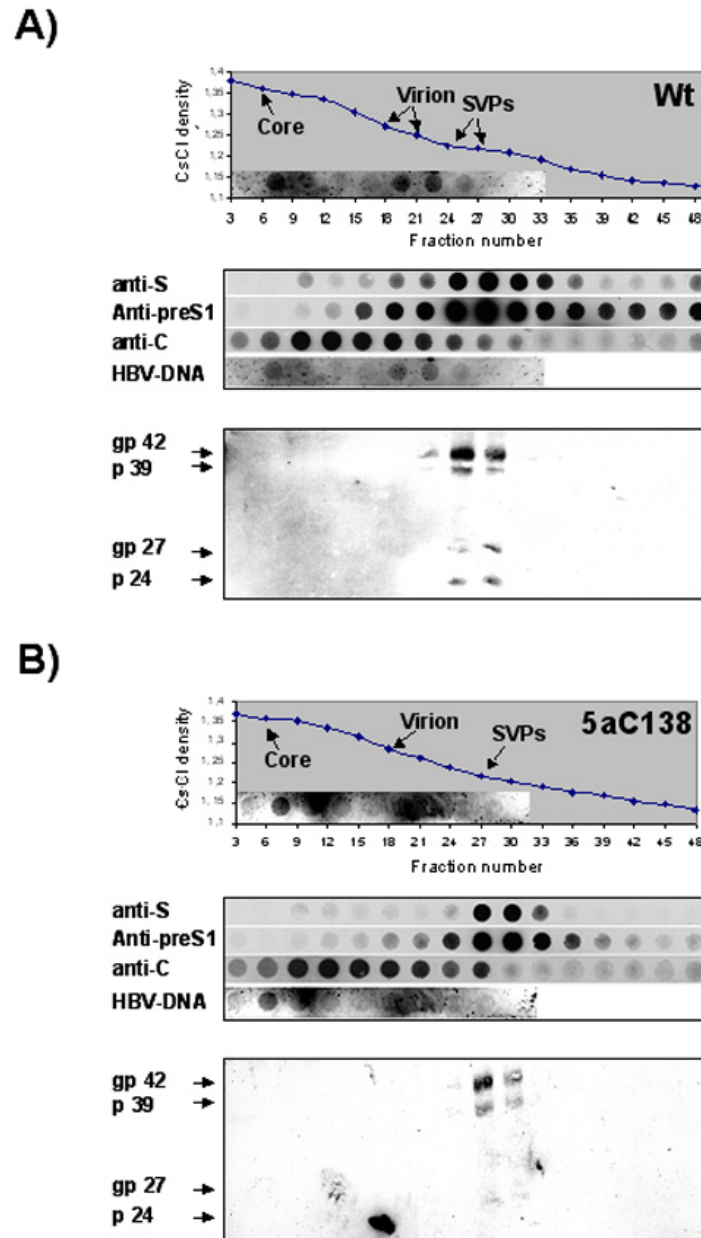 A)
Wt
CsCl density
1,4
1,35
1,3
1,25
1,2
1,15
1,1
Core
Virion
SVPs
3 6 9 12 15 18 21 24 27 30 33 36 39 42 45 48
Fraction number
anti-S
Anti-preS1
anti-C
HBV-DNA
gp 42
p 39
gp 27
p 24
B)
5aC138
CsCl density
1,4
1,35
1,3
1,25
1,2
1,15
1,1
Core
Virion
SVPs
3 6 9 12 15 18 21 24 27 30 33 36 39 42 45 48
Fraction number
anti-S
Anti-preS1
anti-C
HBV-DNA
gp 42
p 39
gp 27
p 24